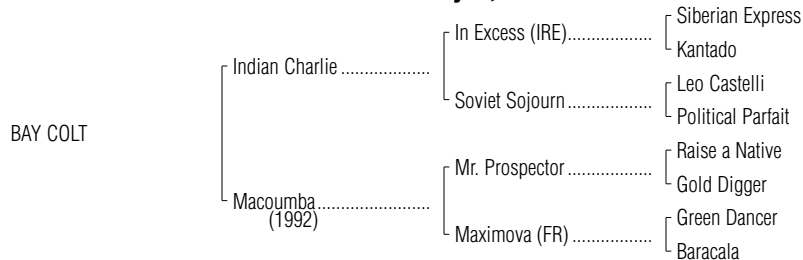 Siberian Express
In Excess (IRE)..................
Kantado
Indian Charlie ...................
Leo Castelli
Soviet Sojourn ..................
Political Parfait
BAY COLT
Raise a Native
Mr. Prospector ..................
Gold Digger
Macoumba........................
(1992)
Green Dancer
Maximova (FR) .................
Baracala